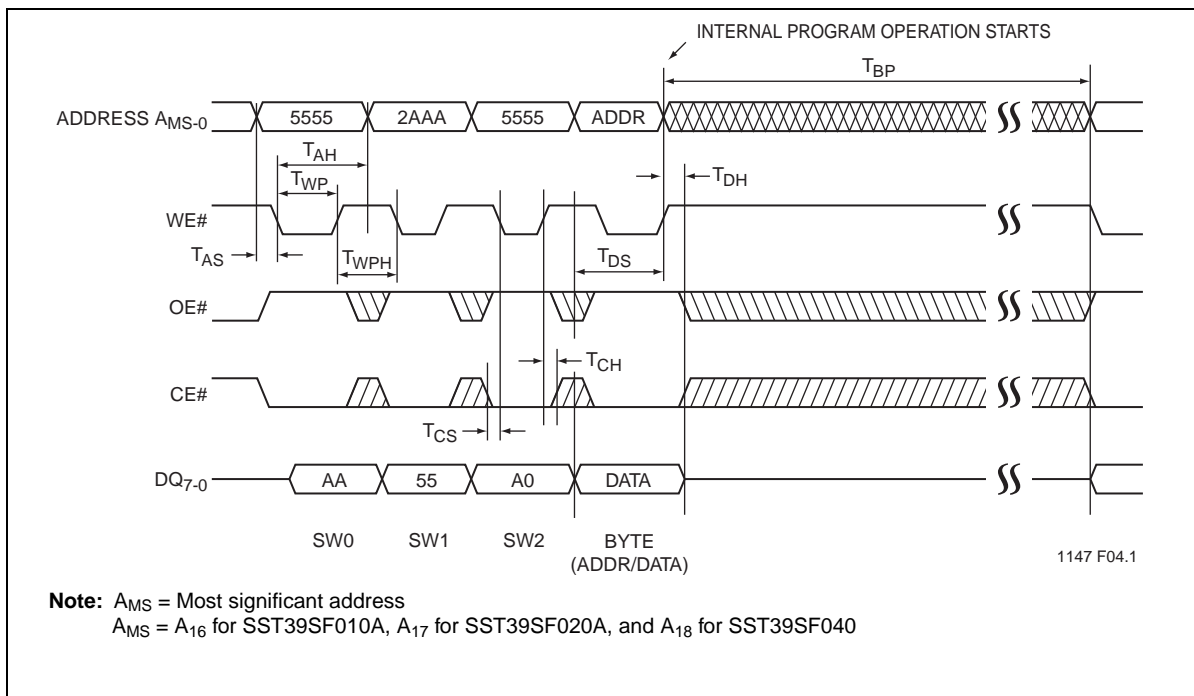 INTERNAL PROGRAM OPERATION STARTS
TBP
ADDRESS AMS-0
5555
2AAA
5555
ADDR
TAH
TDH
TWP
WE#
TAS
TWPH
TDS
OE#
TCH
CE#
TCS
DQ7-0
AA
55
A0
DATA
SW0
SW1
SW2
BYTE
(ADDR/DATA)
1147 F04.1
Note: AMS = Most significant address
AMS = A16 for SST39SF010A, A17 for SST39SF020A, and A18 for SST39SF040